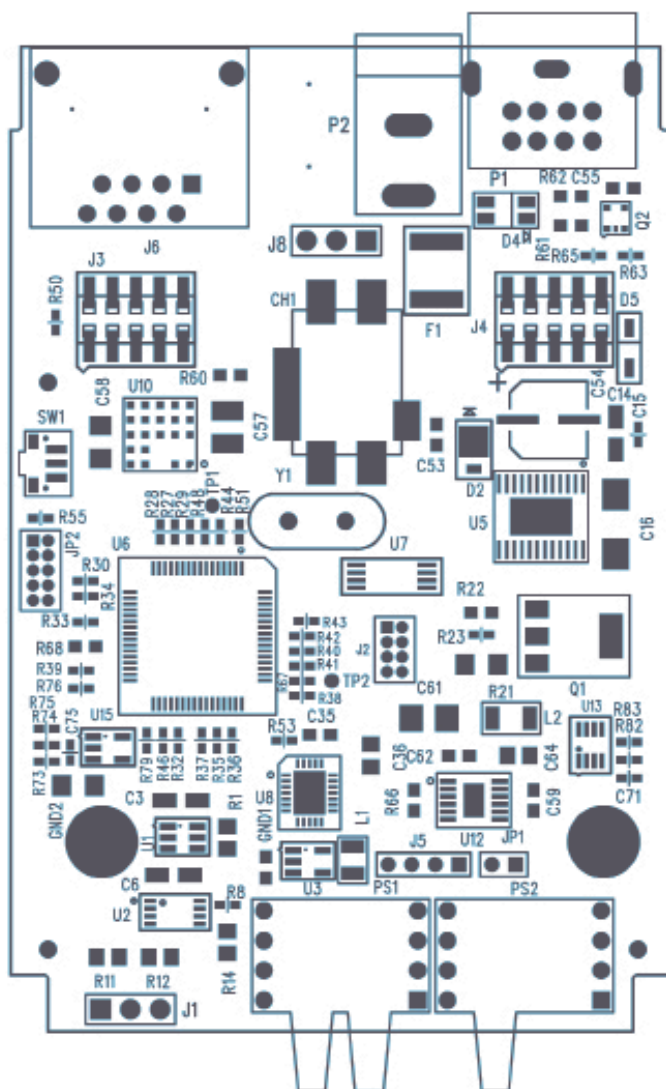 P2
P1
R62 C55
Q2
D4
R61
R65
R63
J6
J8
J3
R50
CH1
F1
J4
D5
C58
U10
R60
C57
SW1
+
C54
C14
C15
C53
D2
R28
R27
R29
R48
TP1
R44
R51
Y1
U5
C16
R55
JP2
U6
U7
R30
R34
R33
R22
R43
R42
R40
R41
R67
R38
TP2
J2
R23
R68
R39
R76
R75
R74
R73
C75
U15
C61
R21
L2
Q1
U13
R83
R82
C71
R79
R46
R32
R37
R35
R36
R53
C35
C36
C62
C64
GND2
C3
R1
U8
GND1
L1
R66
U12
C59
U1
J5
JP1
C6
U3
PS1
PS2
U2
R8
R11
R12
R14
J1